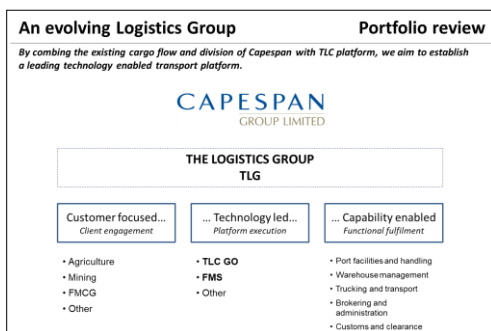 An evolving Logistics Group
Portfolio review
By combing the existing cargo flow and division of Capespan with TLC platform, we aim to establish
a leading technology enabled transport platform.
CAPESPAN
GROUP LIMITED
THE LOGISTICS GROUP
TLG
Customer focused...
Client engagement
• Agriculture
• Mining
• FMCG
• Other
... Technology led...
Platform execution
• TLC GO
• FMS
• Other
... Capability enabled
Functional fulfilment
• Port facilities and handling
• Warehouse management
• Trucking and transport
• Brokering and
administration
• Customs and clearance